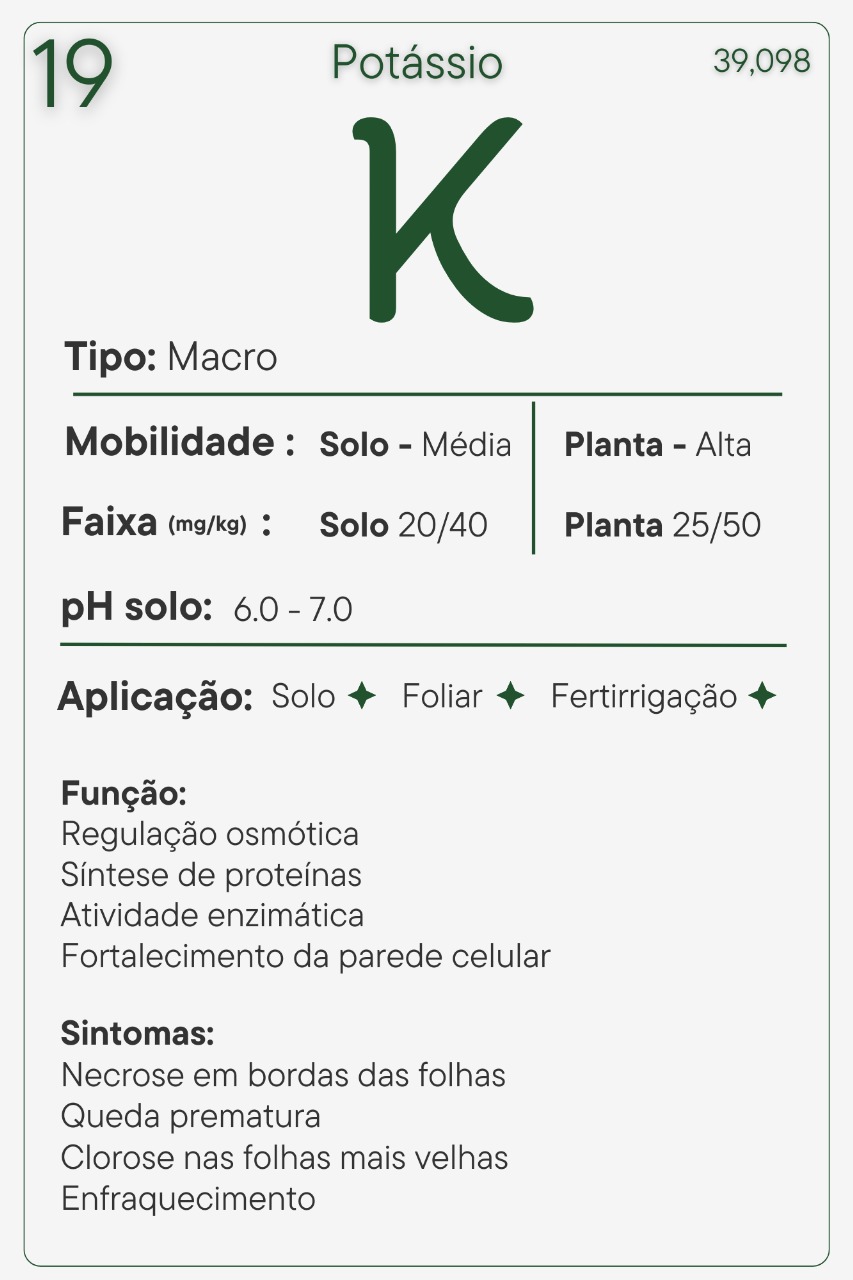 19 Potássio 39,098
K
Tipo: Macro
Mobilidade : Solo - Média Planta - Alta
Faixa (mg/kg) : Solo 20/40 Planta 25/50
pH solo: 6.0 - 7.0
Aplicação: Solo ✦ Foliar ✦ Fertirrigação ✦
Função:
Regulação osmótica
Síntese de proteínas
Atividade enzimática
Fortalecimento da parede celular
Sintomas:
Necrose em bordas das folhas
Queda prematura
Clorose nas folhas mais velhas
Enfraquecimento